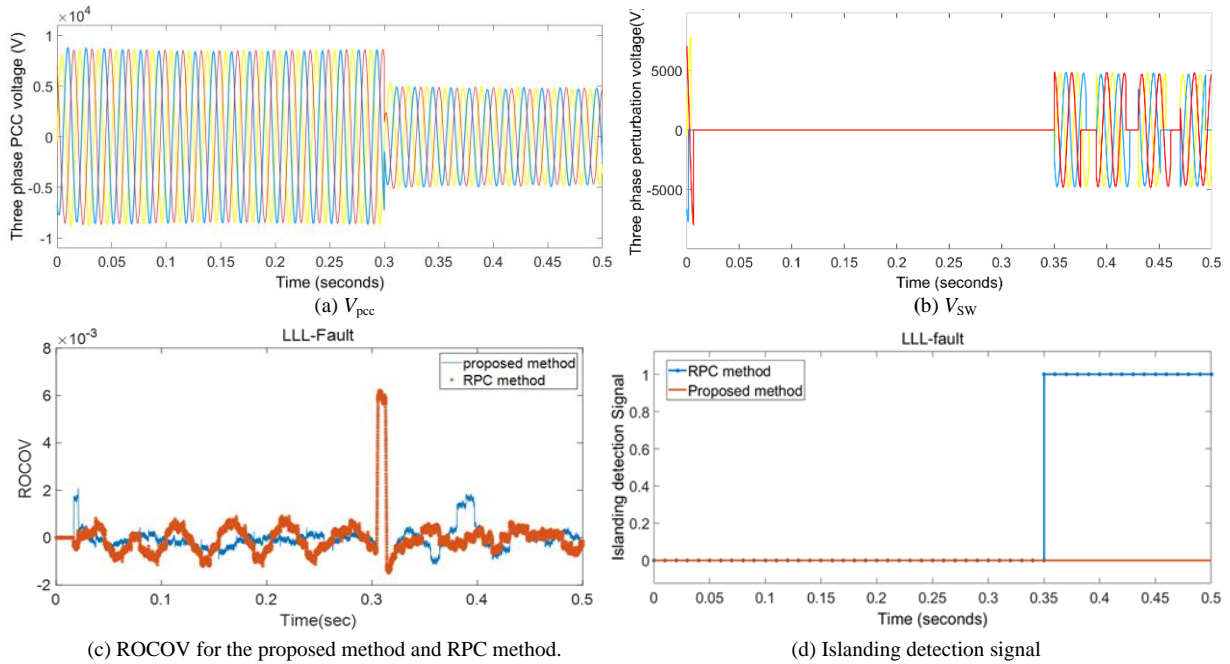 ×10⁴
Three phase PCC voltage (V)
1
0.5
0
-0.5
-1
0 0.05 0.1 0.15 0.2 0.25 0.3 0.35 0.4 0.45 0.5
Time (seconds)
(a) Vpcc
Three phase perturbation voltage(V)
5000
0
-5000
0 0.05 0.1 0.15 0.2 0.25 0.3 0.35 0.4 0.45 0.5
Time (seconds)
(b) VSW
×10⁻³
LLL-Fault
proposed method
RPC method
ROCOV
8
6
4
2
0
-2
0 0.1 0.2 0.3 0.4 0.5
Time(sec)
(c) ROCOV for the proposed method and RPC method.
LLL-fault
RPC method
Proposed method
Islanding detection Signal
1
0.8
0.6
0.4
0.2
0
0 0.05 0.1 0.15 0.2 0.25 0.3 0.35 0.4 0.45 0.5
Time (seconds)
(d) Islanding detection signal